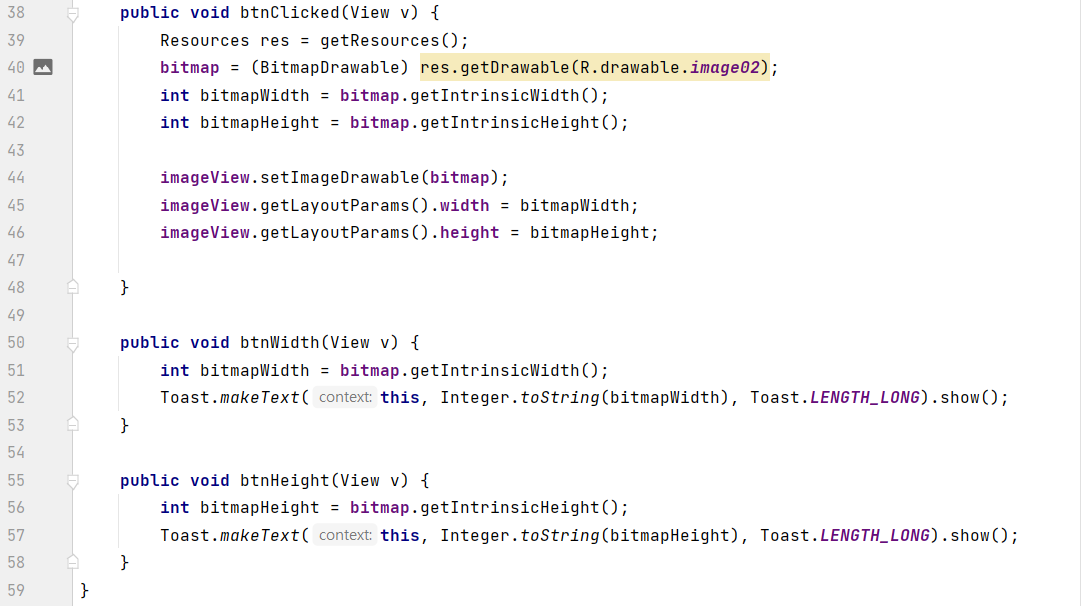 38 public void btnClicked(View v) {
39 Resources res = getResources();
40 bitmap = (BitmapDrawable) res.getDrawable(R.drawable.image02);
41 int bitmapWidth = bitmap.getIntrinsicWidth();
42 int bitmapHeight = bitmap.getIntrinsicHeight();
43
44 imageView.setImageDrawable(bitmap);
45 imageView.getLayoutParams().width = bitmapWidth;
46 imageView.getLayoutParams().height = bitmapHeight;
47
48 }
49
50 public void btnWidth(View v) {
51 int bitmapWidth = bitmap.getIntrinsicWidth();
52 Toast.makeText( context: this, Integer.toString(bitmapWidth), Toast.LENGTH_LONG).show();
53 }
54
55 public void btnHeight(View v) {
56 int bitmapHeight = bitmap.getIntrinsicHeight();
57 Toast.makeText( context: this, Integer.toString(bitmapHeight), Toast.LENGTH_LONG).show();
58 }
59 }